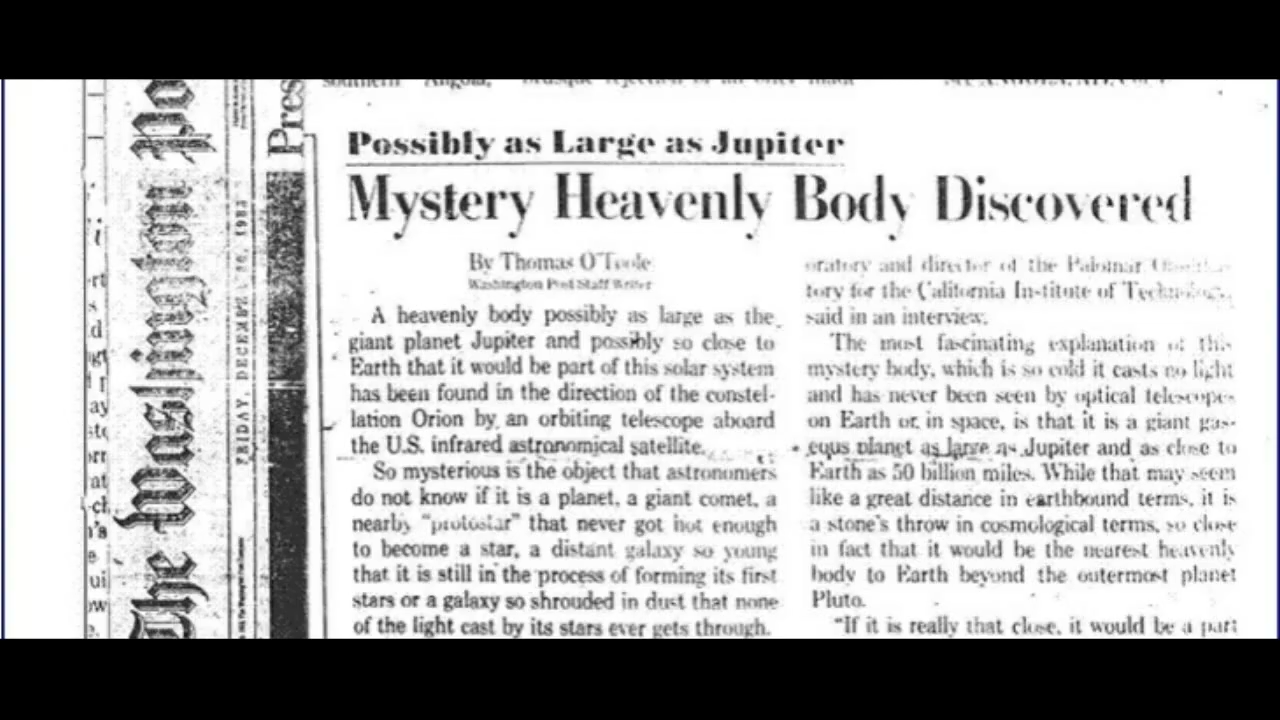 southern Angola,
The Washington Po
FRIDAY, DECEMBER 1983
Pres
Possibly as Large as Jupiter
Mystery Heavenly Body Discovered
By Thomas O'Toole
Washington Post Staff Writer
A heavenly body possibly as large as the
giant planet Jupiter and possibly so close to
Earth that it would be part of this solar system
has been found in the direction of the constel-
lation Orion by an orbiting telescope aboard
the U.S. infrared astronomical satellite.
So mysterious is the object that astronomers
do not know if it is a planet, a giant comet, a
nearby "protostar" that never got hot enough
to become a star, a distant galaxy so young
that it is still in the process of forming its first
stars or a galaxy so shrouded in dust that none
of the light cast by its stars ever gets through.
oratory and director of the Palomar Observa-
tory for the California Institute of Technology,
said in an interview.
The most fascinating explanation of this
mystery body, which is so cold it casts no light
and has never been seen by optical telescopes
on Earth or in space, is that it is a giant gas-
eous planet as large as Jupiter and as close to
Earth as 50 billion miles. While that may seem
like a great distance in earthbound terms, it is
a stone's throw in cosmological terms, so close
in fact that it would be the nearest heavenly
body to Earth beyond the outermost planet
Pluto.
"If it is really that close, it would be a part